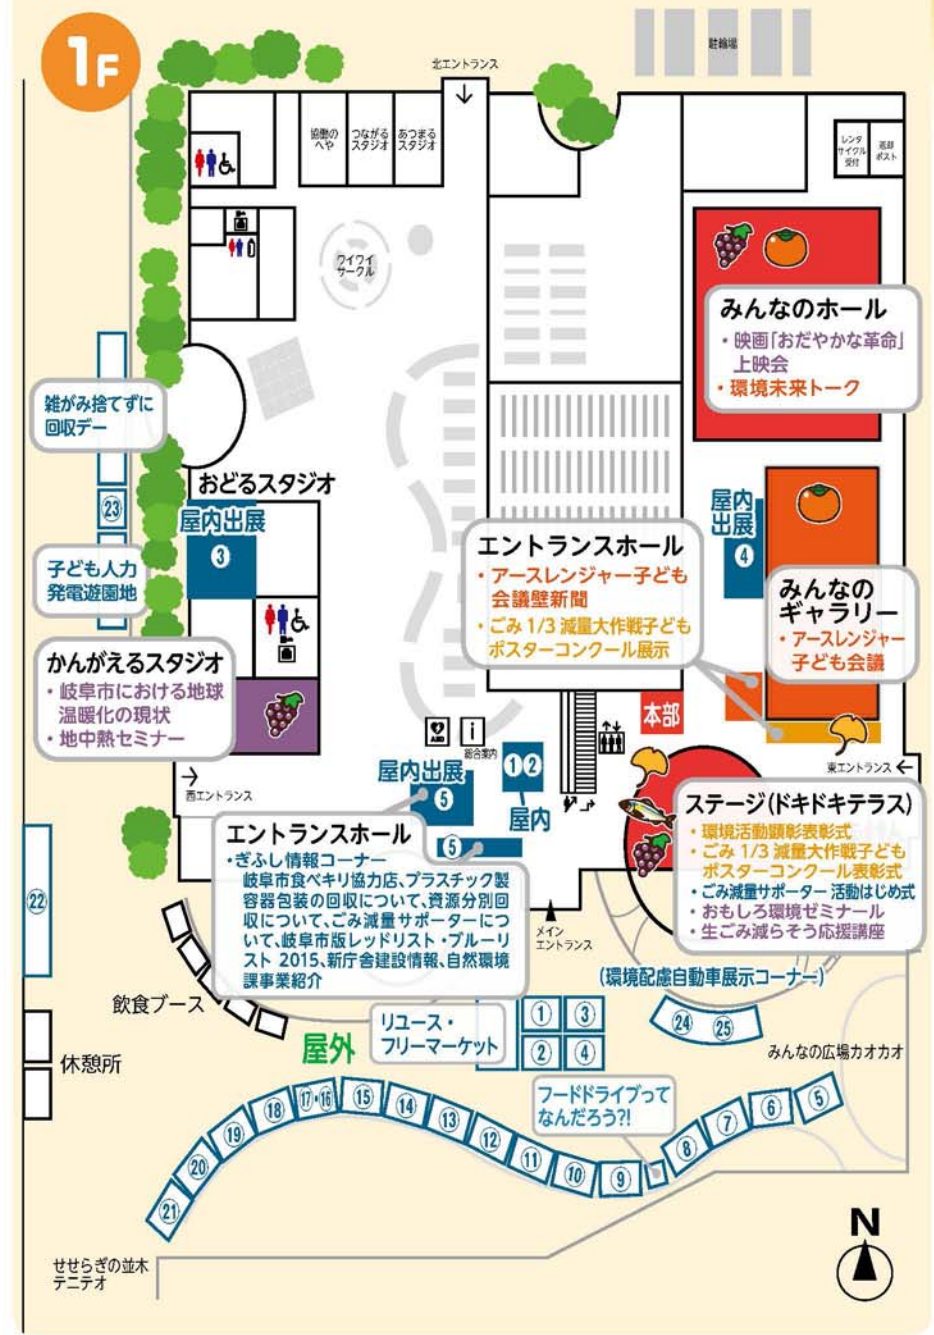 1F
駐輪場
北エントランス
協働の
へや
つながる
スタジオ
あつまる
スタジオ
レンタ
サイクル
受付
返却
ポスト
ワイワイ
サークル
みんなのホール
・映画「おだやかな革命」
上映会
・環境未来トーク
雑がみ捨てずに
回収デー
おどるスタジオ
屋内出展
③
㉓
屋内
出展
④
エントランスホール
・アースレンジャー子ども
会議壁新聞
・ごみ1/3減量大作戦子ども
ポスターコンクール展示
子ども人力
発電遊園地
みんなの
ギャラリー
・アースレンジャー
子ども会議
かんがえるスタジオ
・岐阜市における地球
温暖化の現状
・地中熱セミナー
本部
AED
i
総合案内
西エントランス
東エントランス
屋内出展
⑤
①②
屋内
⑤
ステージ(ドキドキテラス)
・環境活動顕彰表彰式
・ごみ1/3減量大作戦子ども
ポスターコンクール表彰式
・ごみ減量サポーター活動はじめ式
・おもしろ環境ゼミナール
・生ごみ減らそう応援講座
エントランスホール
・ぎふし情報コーナー
岐阜市食べキリ協力店、プラスチック製
容器包装の回収について、資源分別回
収について、ごみ減量サポーターにつ
いて、岐阜市版レッドリスト・ブルーリ
スト 2015、新庁舎建設情報、自然環境
課事業紹介
メイン
エントランス
㉒
(環境配慮自動車展示コーナー)
飲食ブース
屋外
リユース・
フリーマーケット
① ③
② ④
㉔ ㉕
みんなの広場カオカオ
休憩所
フードドライブって
なんだろう?!
㉑ ⑳ ⑲ ⑱ ⑰・⑯ ⑮ ⑭ ⑬ ⑫ ⑪ ⑩ ⑨ ⑧ ⑦ ⑥ ⑤
せせらぎの並木
テニテオ
N